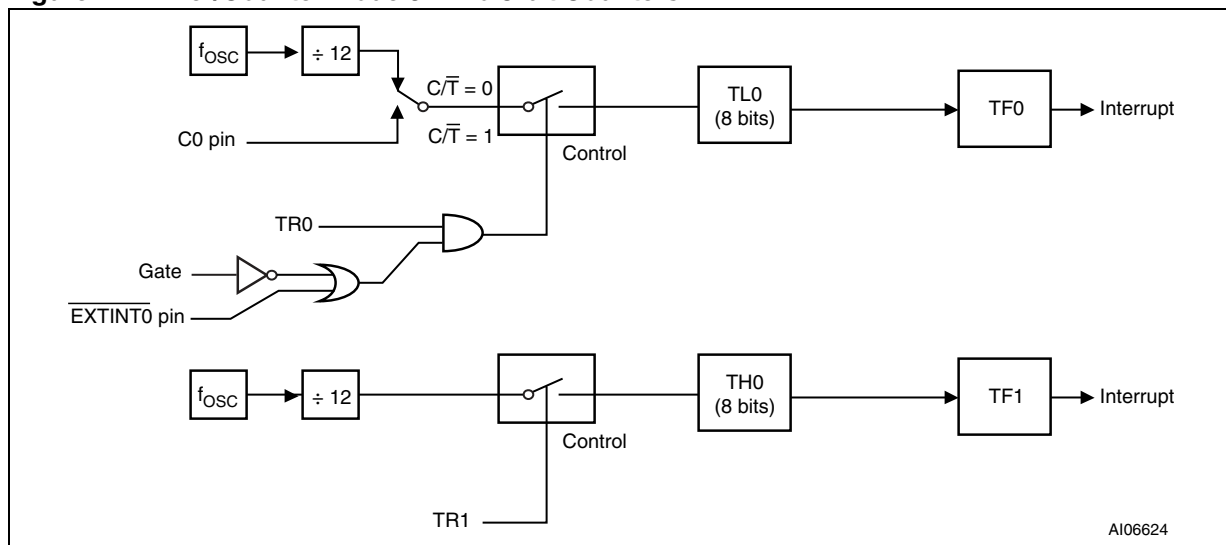 fOSC
÷ 12
C/T̅ = 0
C0 pin
C/T̅ = 1
Control
TL0
(8 bits)
TF0
Interrupt
TR0
Gate
E̅X̅T̅I̅N̅T̅0̅ pin
fOSC
÷ 12
Control
TH0
(8 bits)
TF1
Interrupt
TR1
AI06624